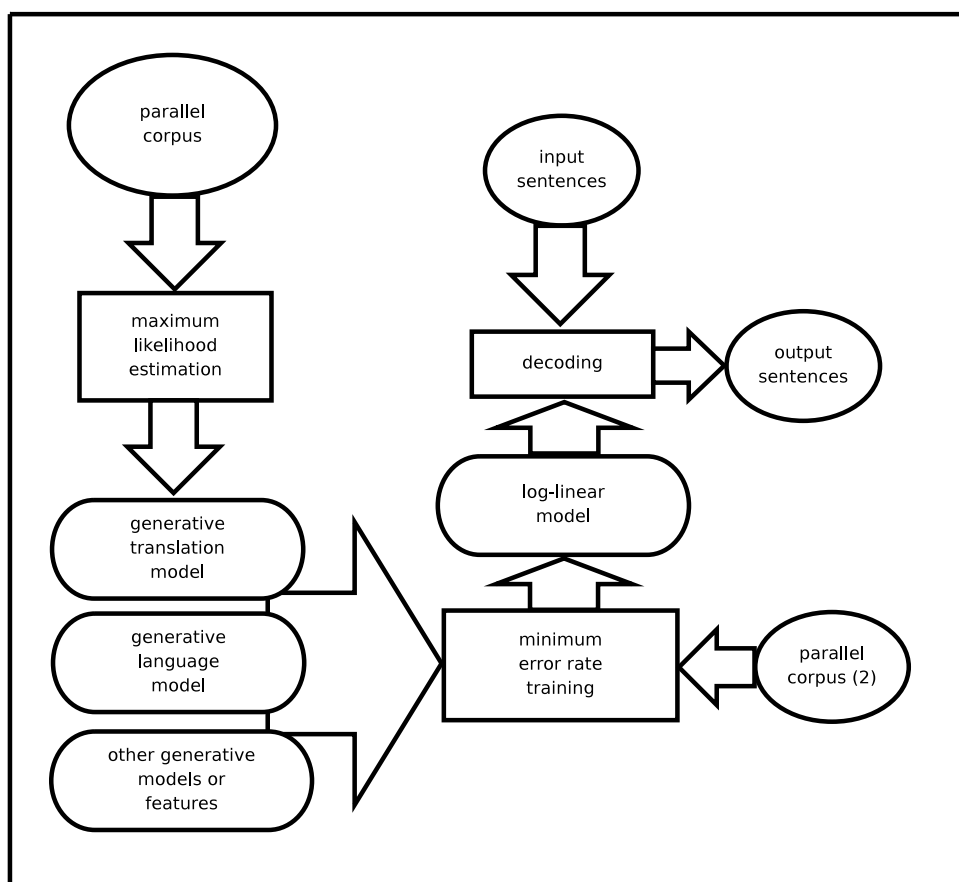 parallel
corpus
maximum
likelihood
estimation
generative
translation
model
generative
language
model
other generative
models or
features
input
sentences
decoding
output
sentences
log-linear
model
minimum
error rate
training
parallel
corpus (2)